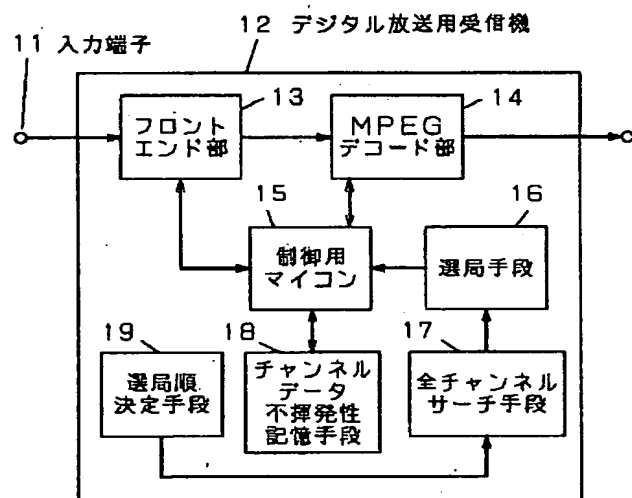 12 デジタル放送用受信機
11 入力端子
13
フロント
エンド部
14
MPEG
デコード部
15
制御用
マイコン
16
選局手段
19
選局順
決定手段
18
チャンネル
データ
不揮発性
記憶手段
17
全チャンネル
サーチ手段